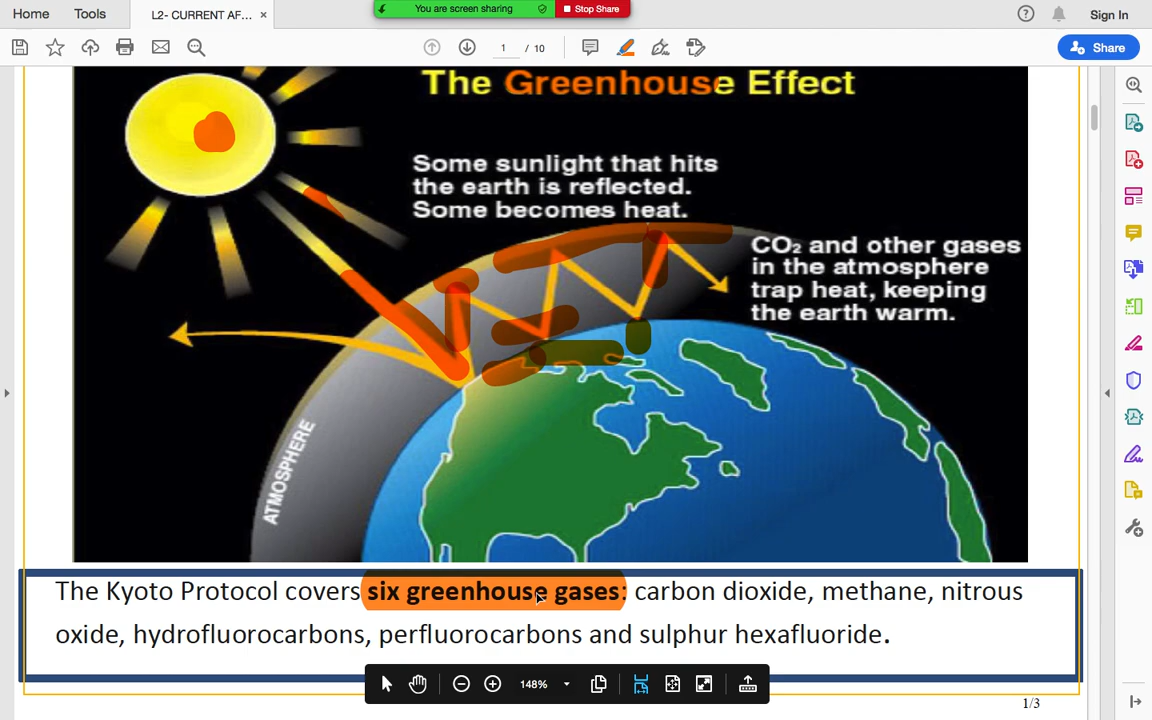 Home Tools L2- CURRENT AF... × You are screen sharing Stop Share Sign In
1 / 10 Share
The Greenhouse Effect
Some sunlight that hits
the earth is reflected.
Some becomes heat.
CO₂ and other gases
in the atmosphere
trap heat, keeping
the earth warm.
ATMOSPHERE
The Kyoto Protocol covers six greenhouse gases: carbon dioxide, methane, nitrous
oxide, hydrofluorocarbons, perfluorocarbons and sulphur hexafluoride.
148%
1/3